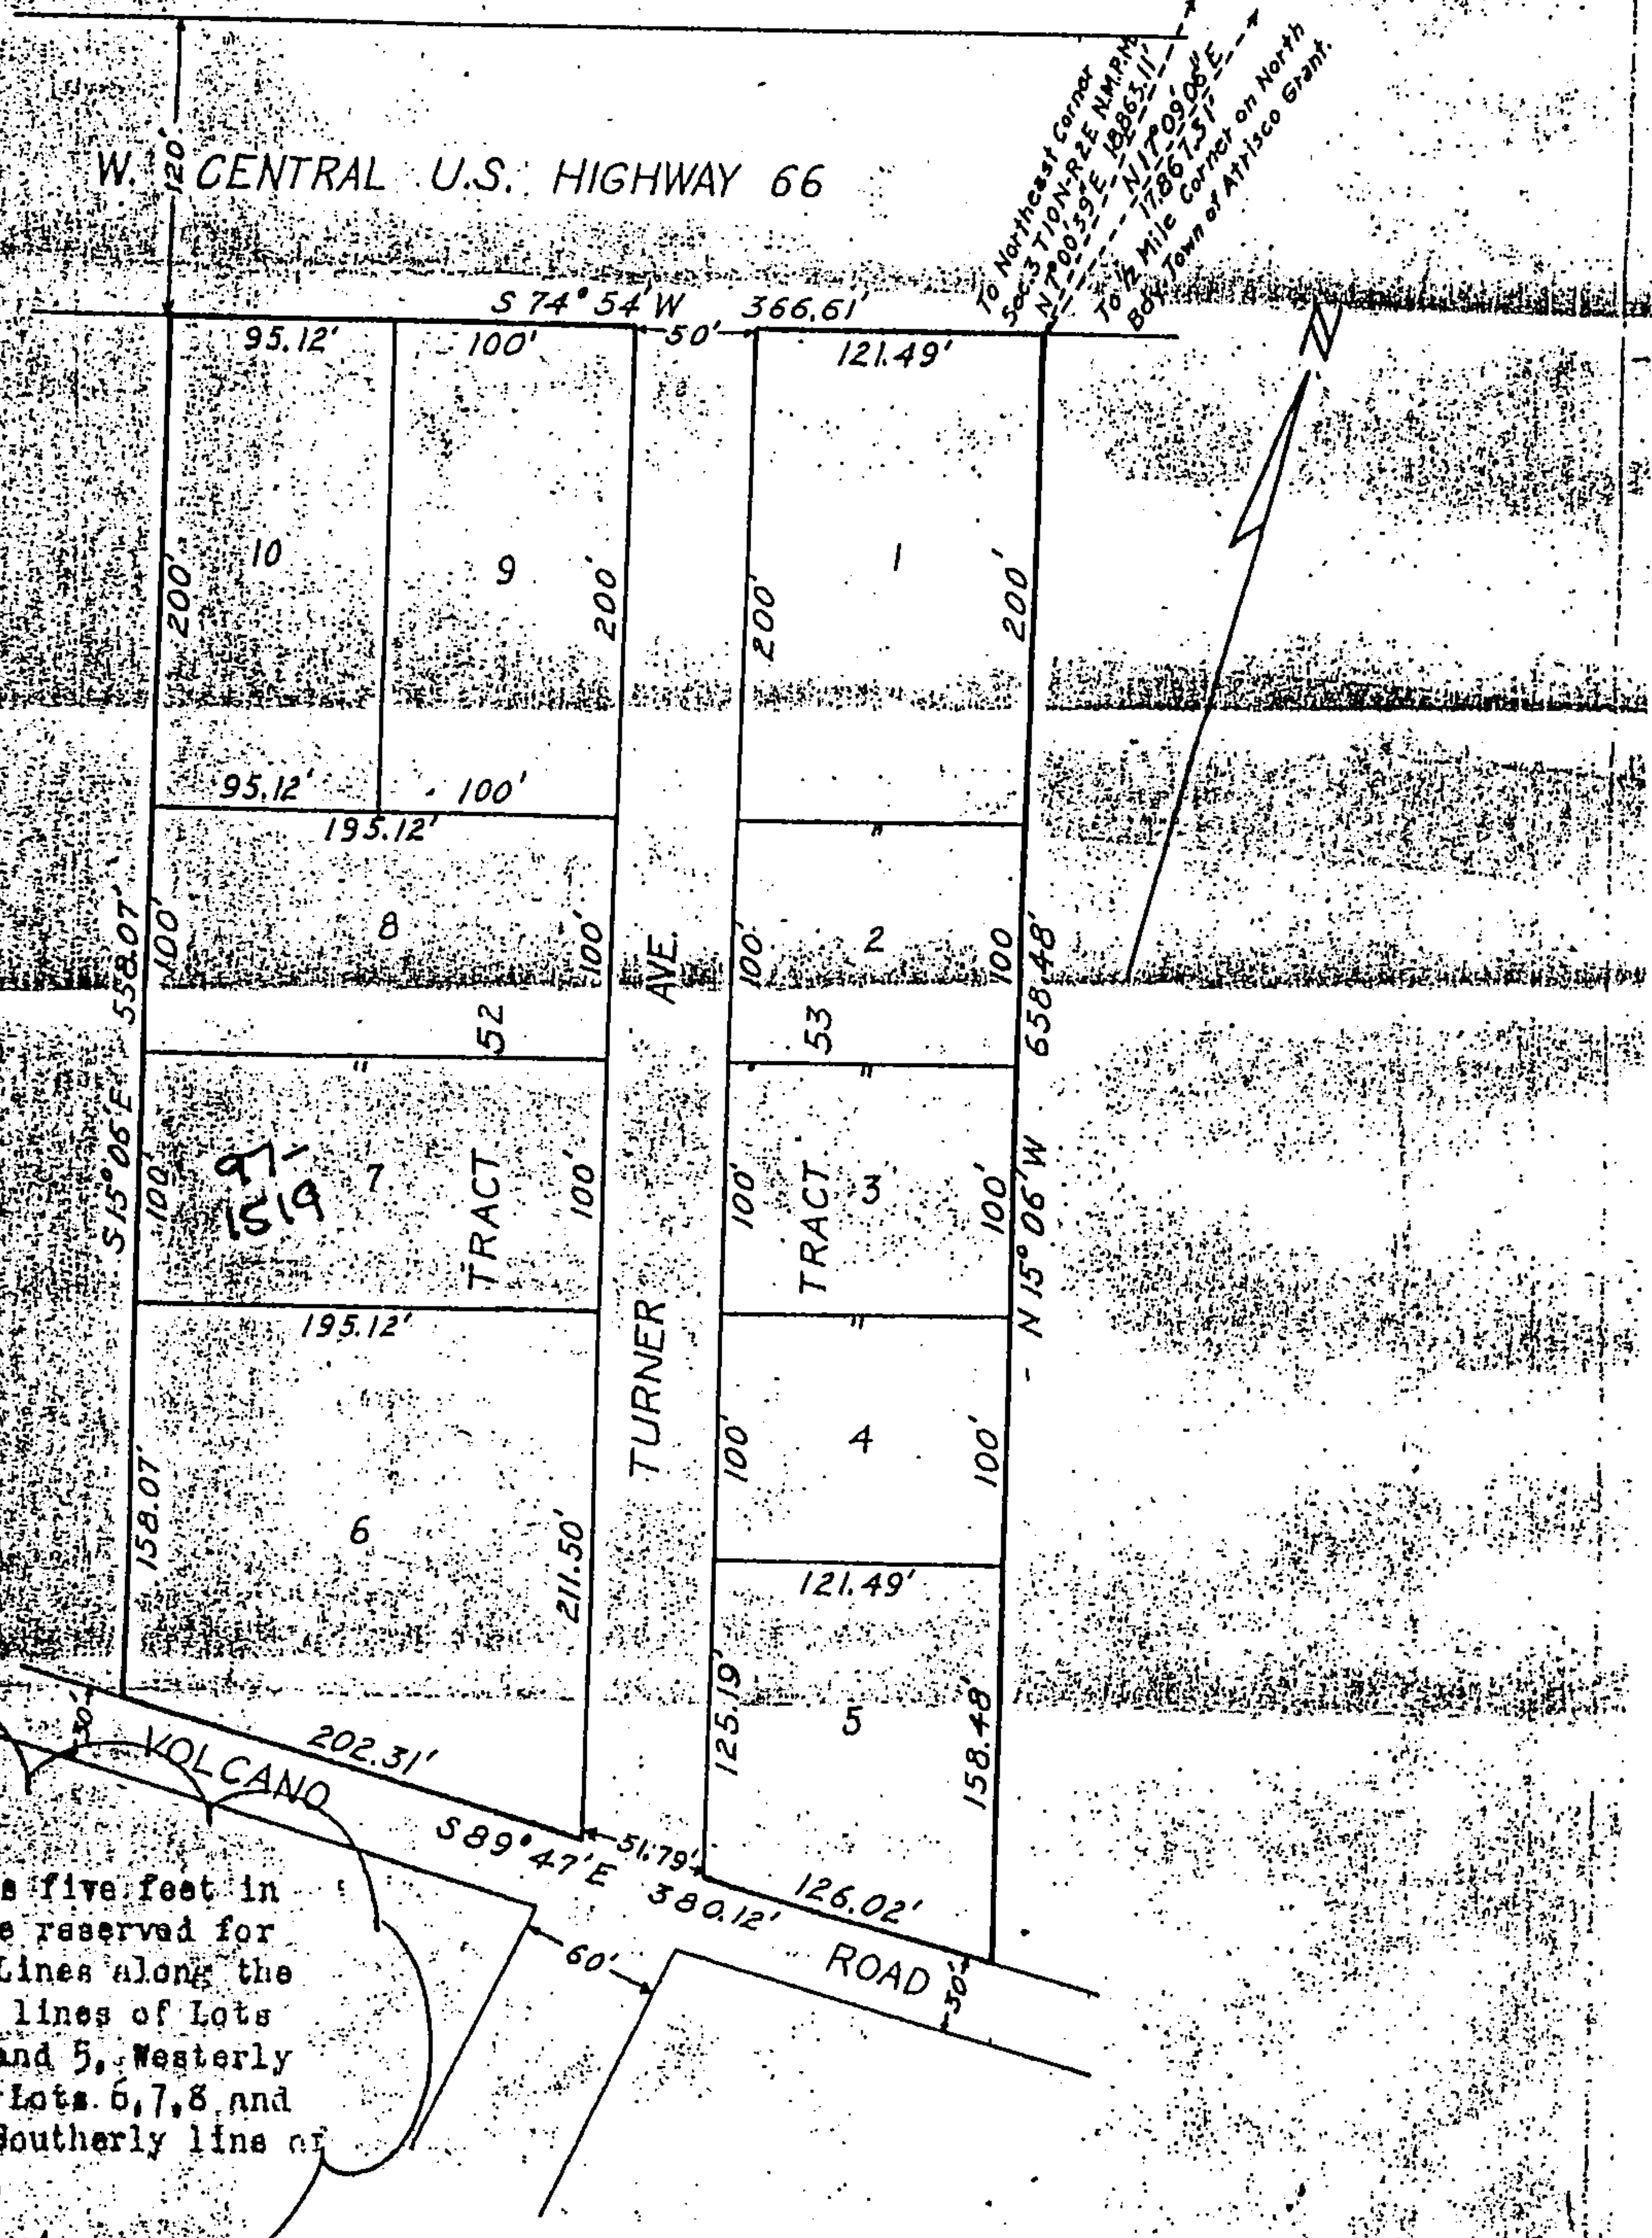 To Northeast Corner
Sec. 3 T10N-R2E N.M.P.M.
N 7° 00' 39" E 18863.11'
N 17° 09' 06" E
17,867.31'
To 1/2 Mile Corner on North
Bdy. Town of Atrisco Grant.
120'
W. CENTRAL U.S. HIGHWAY 66
S 74° 54' W 366.61'
95.12'
100'
50'
121.49'
N
10
9
1
200'
200'
200'
200'
95.12'
100'
195.12'
"
8
2
100'
100'
100'
100
AVE.
TURNER
S 15° 06' E 558.07'
N 15° 06' W 658.48'
TRACT 52
TRACT 53
"
"
97-
1519
7
3
100'
100'
100'
100'
195.12'
"
6
4
158.07'
211.50'
100'
100'
121.49'
125.19'
5
158.48'
30'
VOLCANO
202.31'
S 89° 47' E 380.12'
51.79'
126.02'
60'
ROAD
30'
five feet in
reserved for
Lines along the
lines of Lots
and 5, Westerly
Lots 6,7,8 and
Southerly line of